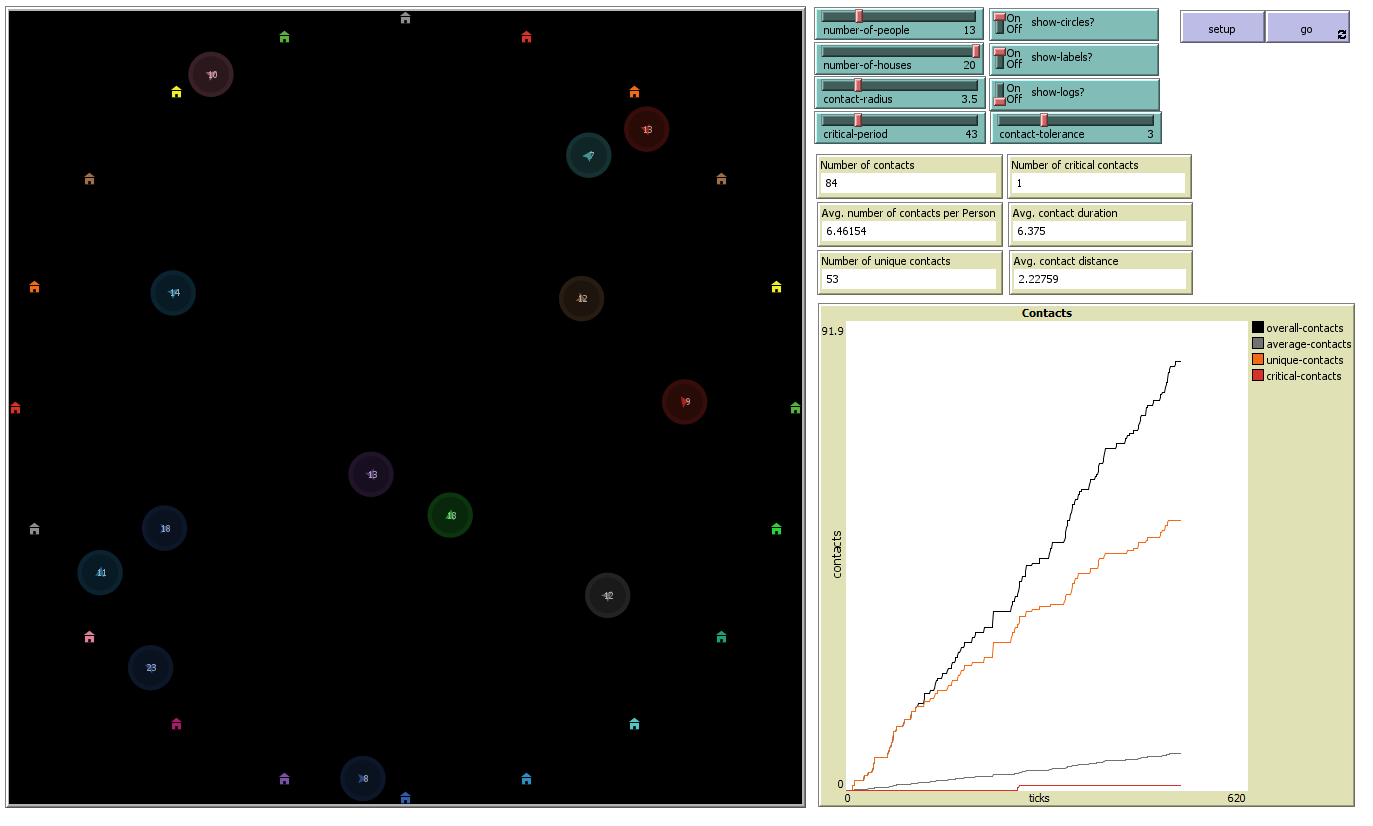 10
13
7
14
12
9
13
18
18
11
12
23
8
number-of-people 13
On
Off
show-circles?
number-of-houses 20
On
Off
show-labels?
contact-radius 3.5
On
Off
show-logs?
critical-period 43
contact-tolerance 3
setup
go
Number of contacts
84
Number of critical contacts
1
Avg. number of contacts per Person
6.46154
Avg. contact duration
6.375
Number of unique contacts
53
Avg. contact distance
2.22759
Contacts
91.9
contacts
0
0
ticks
620
overall-contacts
average-contacts
unique-contacts
critical-contacts